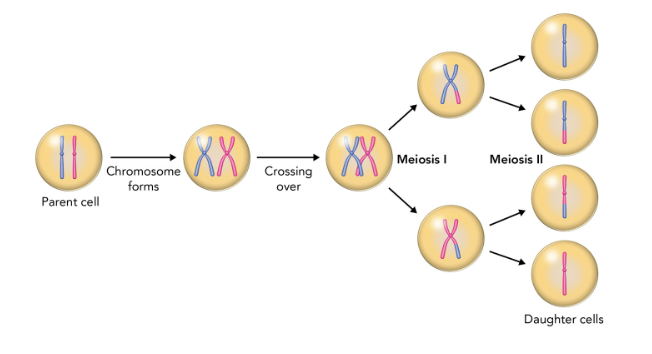 Parent cell
Chromosome
forms
Crossing
over
Meiosis I
Meiosis II
Daughter cells